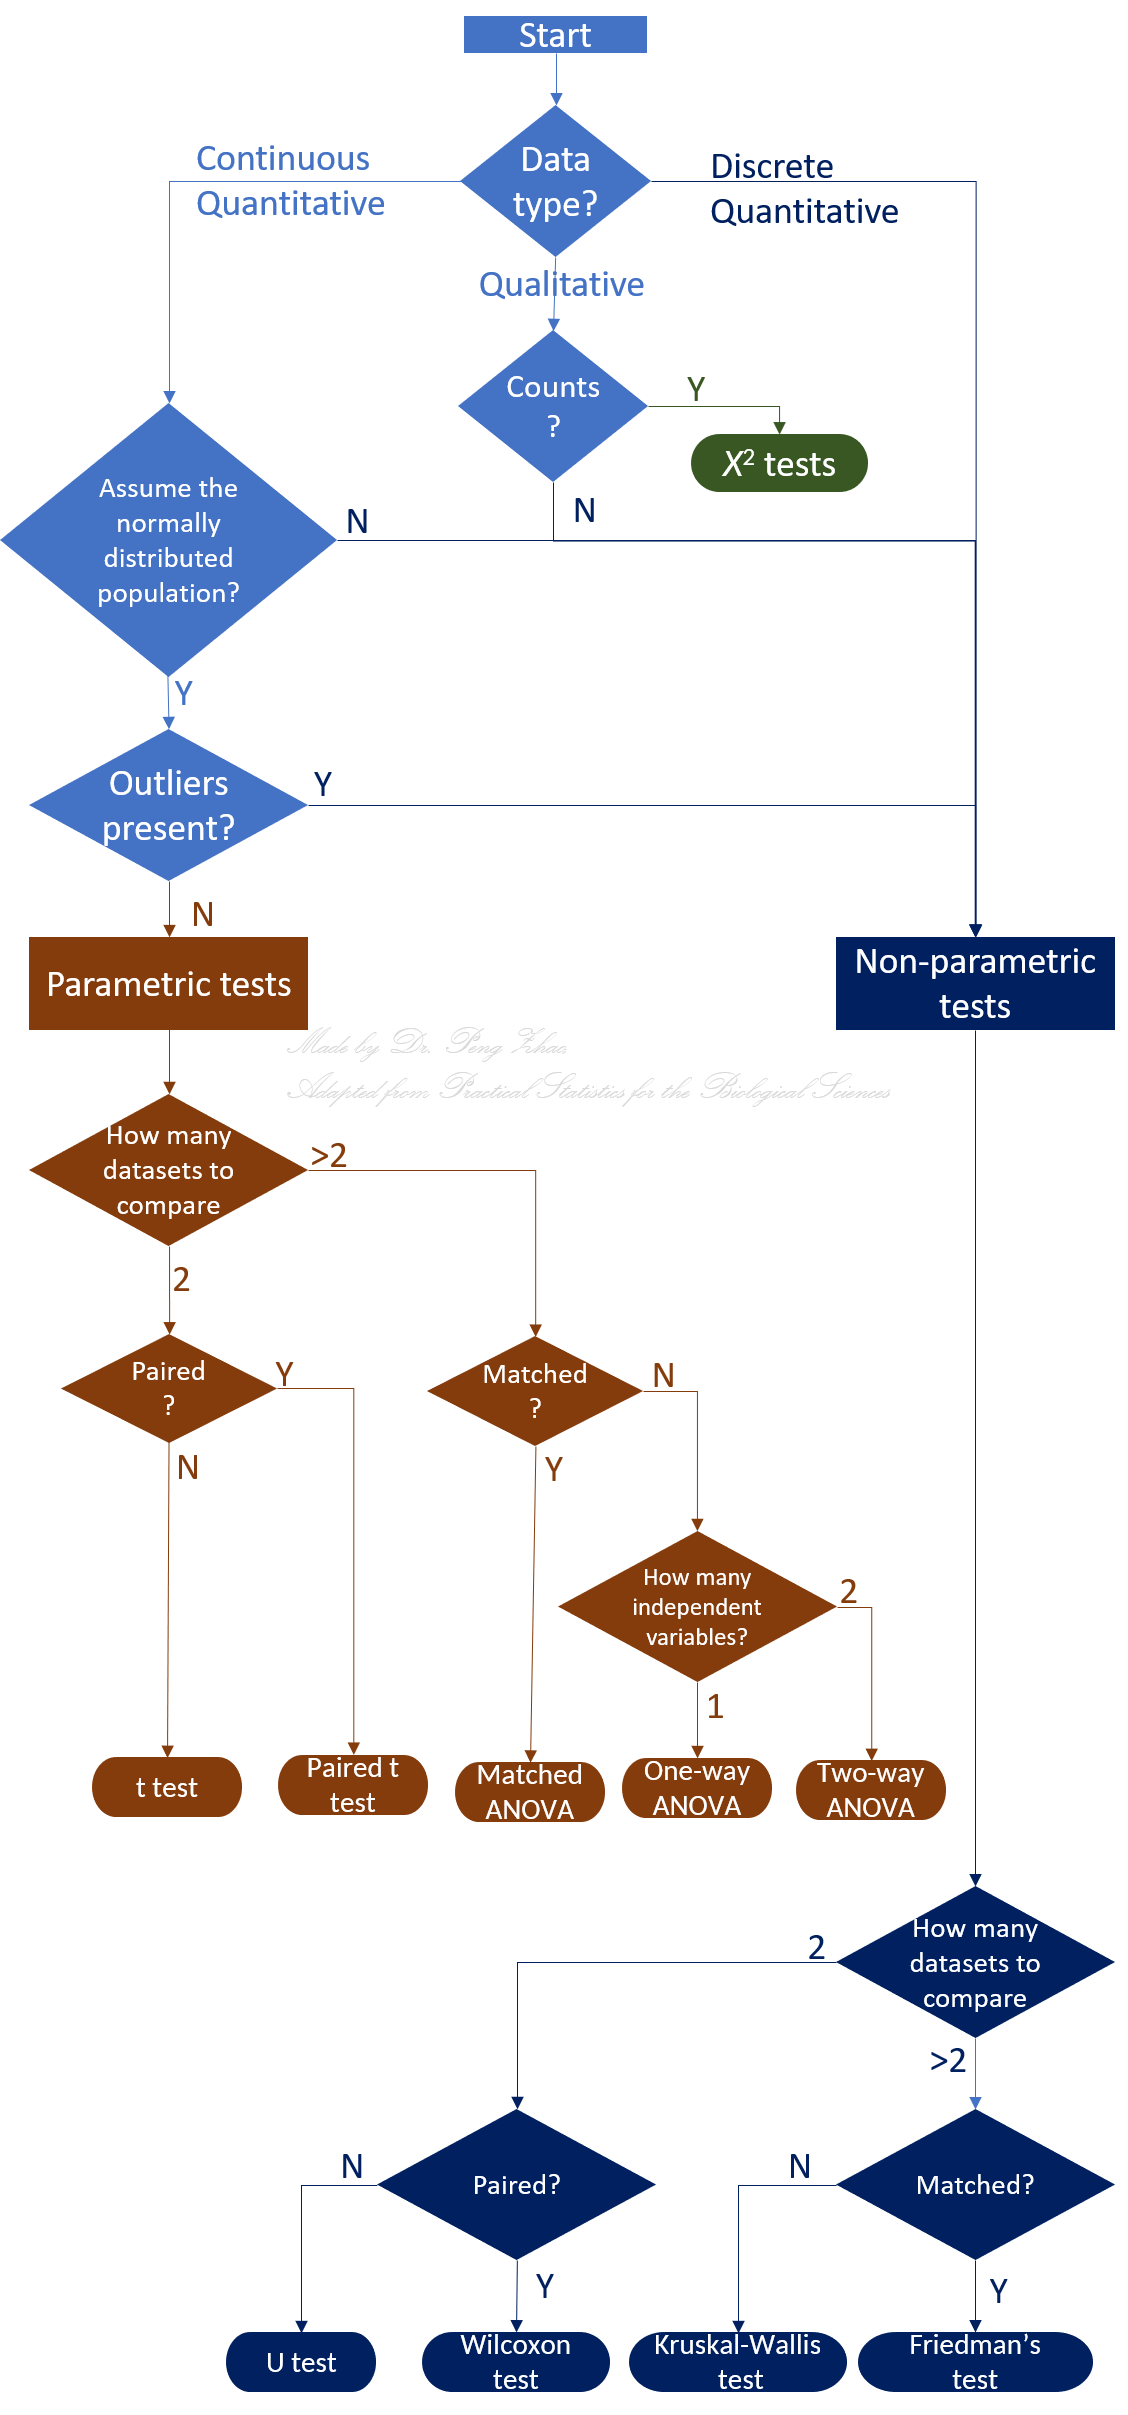 Start
Data
type?
Continuous
Quantitative
Discrete
Quantitative
Qualitative
Counts
?
Y
X² tests
N
Assume the
normally
distributed
population?
N
Y
Outliers
present?
Y
N
Parametric tests
Non-parametric
tests
Made by Dr. Peng Zhao.
Adapted from Practical Statistics for the Biological Sciences
How many
datasets to
compare
>2
2
Paired
?
Y
N
Matched
?
N
Y
How many
independent
variables?
2
1
t test
Paired t
test
Matched
ANOVA
One-way
ANOVA
Two-way
ANOVA
How many
datasets to
compare
2
>2
Paired?
N
Y
Matched?
N
Y
U test
Wilcoxon
test
Kruskal-Wallis
test
Friedman’s
test